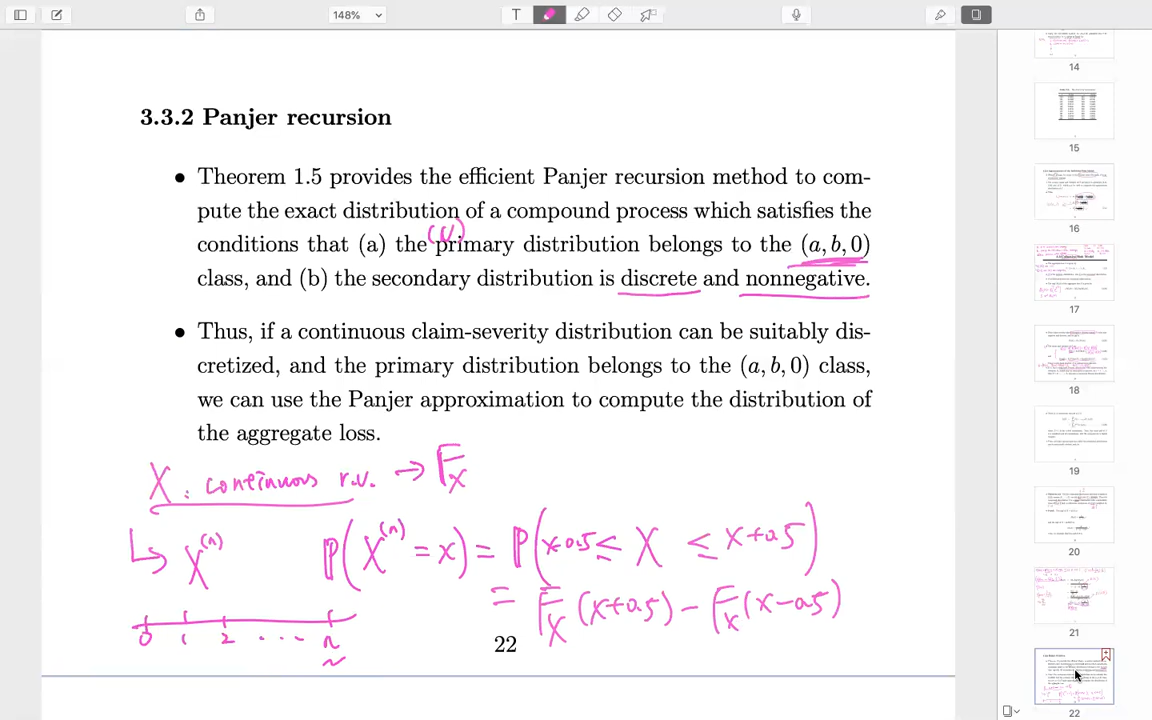 148%
T
3.3.2 Panjer recursion
• Theorem 1.5 provides the efficient Panjer recursion method to com-
pute the exact distribution of a compound process which satisfies the
(N)
conditions that (a) the primary distribution belongs to the (a, b, 0)
class, and (b) the secondary distribution is discrete and nonnegative.
• Thus, if a continuous claim-severity distribution can be suitably dis-
cretized, and the primary distribution belongs to the (a, b, 0) class,
we can use the Panjer approximation to compute the distribution of
the aggregate loss.
X : continuous r.v. → F_X
↳ X^(n) P(X^(n) = x) = P(x-0.5 ≤ X ≤ x+0.5)
= F_X(x+0.5) − F_X(x−0.5)
0 1 2 ... n
22
14
15
16
17
18
19
20
21
22